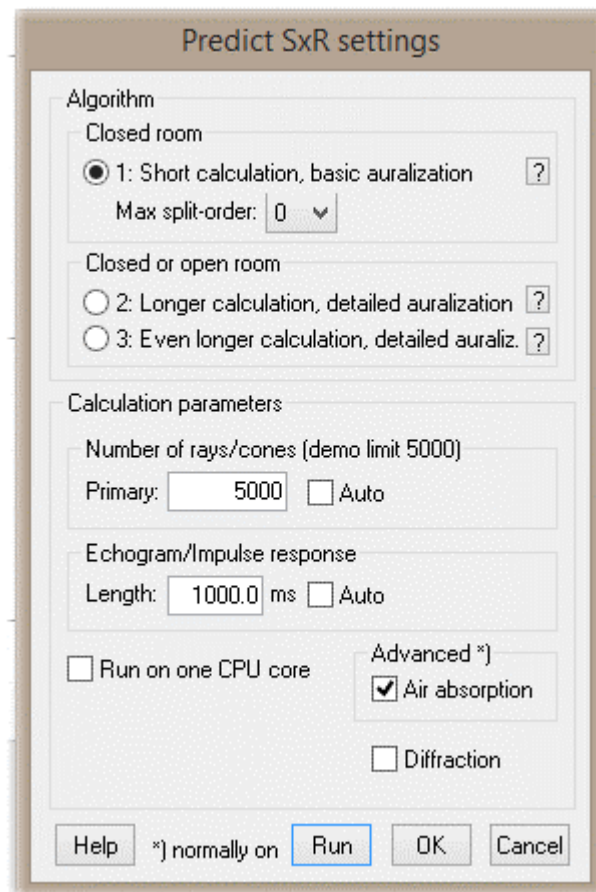 Predict SxR settings
Algorithm
Closed room
1: Short calculation, basic auralization ?
Max split-order: 0
Closed or open room
2: Longer calculation, detailed auralization ?
3: Even longer calculation, detailed auraliz. ?
Calculation parameters
Number of rays/cones (demo limit 5000)
Primary: 5000 Auto
Echogram/Impulse response
Length: 1000.0 ms Auto
Run on one CPU core
Advanced *)
Air absorption
Diffraction
Help *) normally on Run OK Cancel